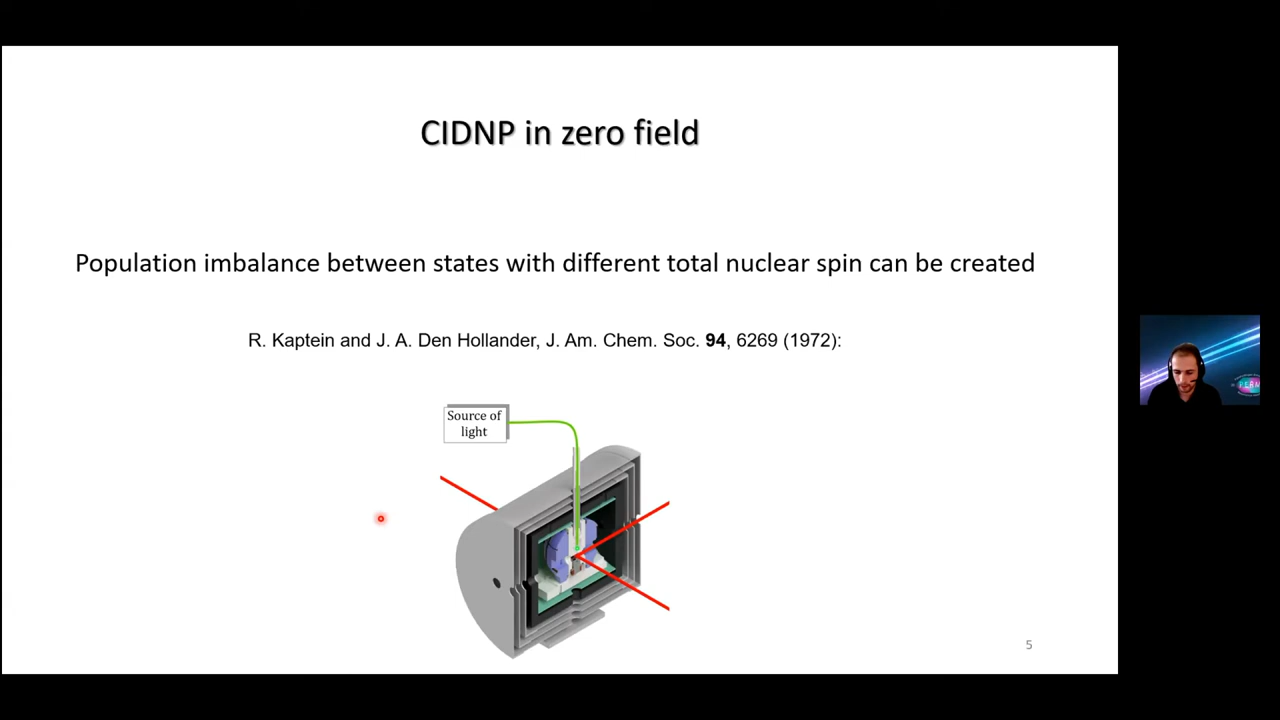 CIDNP in zero field
Population imbalance between states with different total nuclear spin can be created
R. Kaptein and J. A. Den Hollander, J. Am. Chem. Soc. 94, 6269 (1972):
Source of
light
5